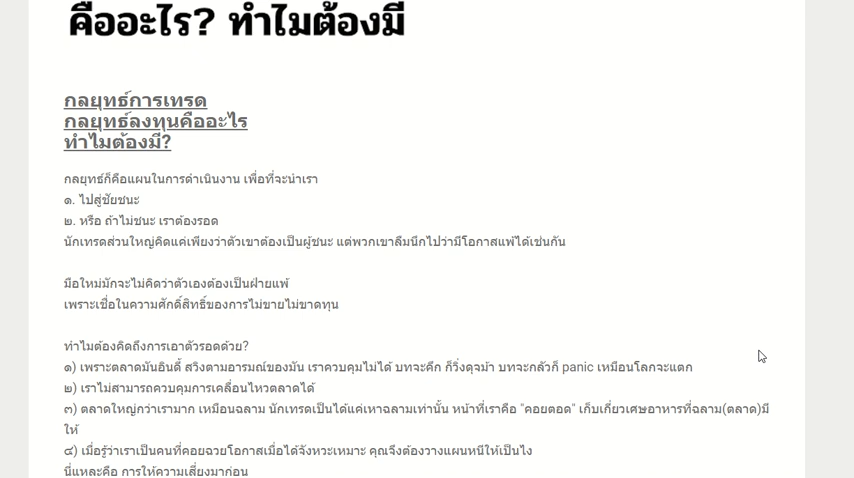 คืออะไร? ทำไมต้องมี
กลยุทธ์การเทรด
กลยุทธ์ลงทุนคืออะไร
ทำไมต้องมี?
กลยุทธ์ก็คือแผนในการดำเนินงาน เพื่อที่จะนำเรา
๑. ไปสู่ชัยชนะ
๒. หรือ ถ้าไม่ชนะ เราต้องรอด
นักเทรดส่วนใหญ่คิดแค่เพียงว่าตัวเขาต้องเป็นผู้ชนะ แต่พวกเขาลืมนึกไปว่ามีโอกาสแพ้ได้เช่นกัน
มือใหม่มักจะไม่คิดว่าตัวเองต้องเป็นฝ่ายแพ้
เพราะเชื่อในความศักดิ์สิทธิ์ของการไม่ขายไม่ขาดทุน
ทำไมต้องคิดถึงการเอาตัวรอดด้วย?
๑) เพราะตลาดมันอินดี้ สวิงตามอารมณ์ของมัน เราควบคุมไม่ได้ บทจะคึก ก็วิ่งดุจม้า บทจะกลัวก็ panic เหมือนโลกจะแตก
๒) เราไม่สามารถควบคุมการเคลื่อนไหวตลาดได้
๓) ตลาดใหญ่กว่าเรามาก เหมือนฉลาม นักเทรดเป็นได้แค่เหาฉลามเท่านั้น หน้าที่เราคือ "คอยตอด" เก็บเกี่ยวเศษอาหารที่ฉลาม(ตลาด)มี
ให้
๔) เมื่อรู้ว่าเราเป็นคนที่คอยฉวยโอกาสเมื่อได้จังหวะเหมาะ คุณจึงต้องวางแผนหนีให้เป็นไง
นี่แหละคือ การให้ความเสี่ยงมาก่อน